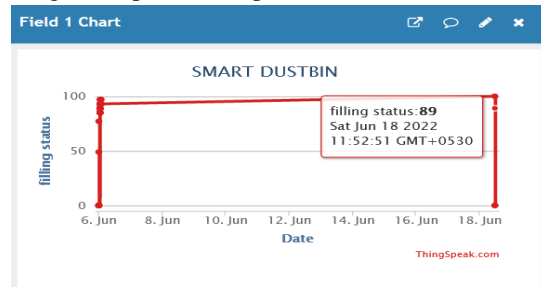 Field 1 Chart
SMART DUSTBIN
100
filling status:89
Sat Jun 18 2022
11:52:51 GMT+0530
50
filling status
0
6. Jun 8. Jun 10. Jun 12. Jun 14. Jun 16. Jun 18. Jun
Date
ThingSpeak.com